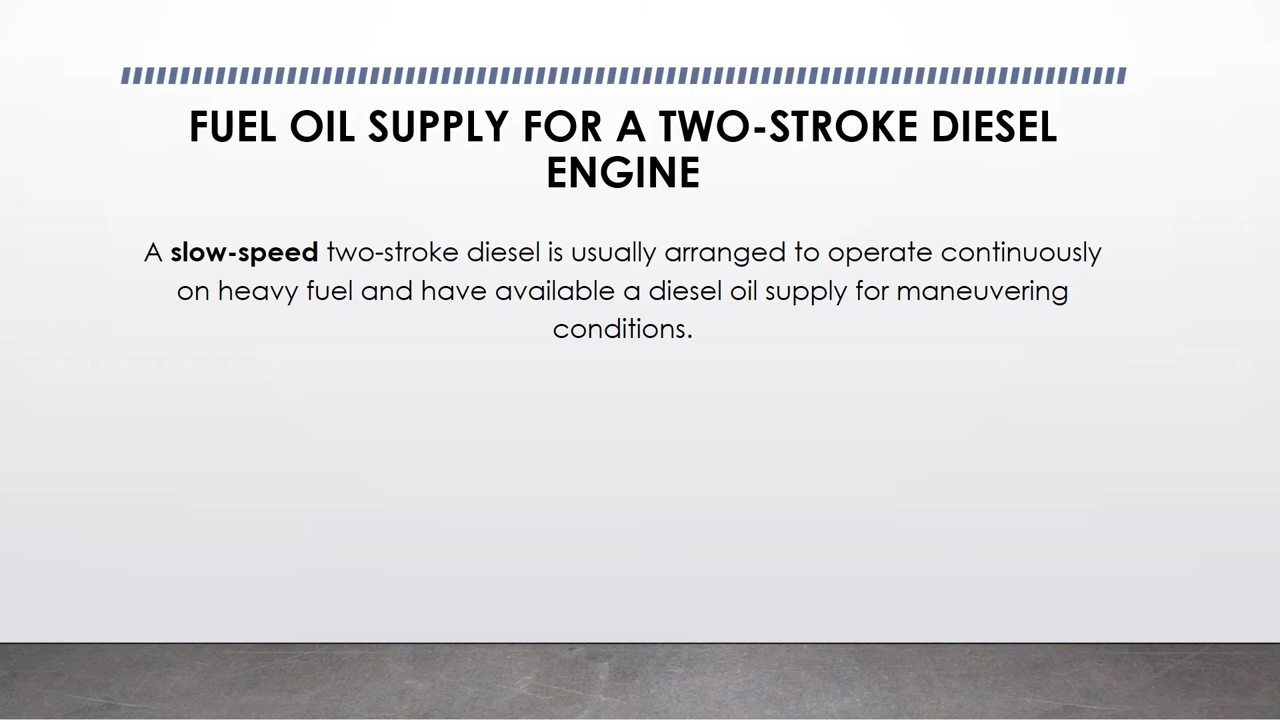 FUEL OIL SUPPLY FOR A TWO-STROKE DIESEL
ENGINE
A slow-speed two-stroke diesel is usually arranged to operate continuously
on heavy fuel and have available a diesel oil supply for maneuvering
conditions.